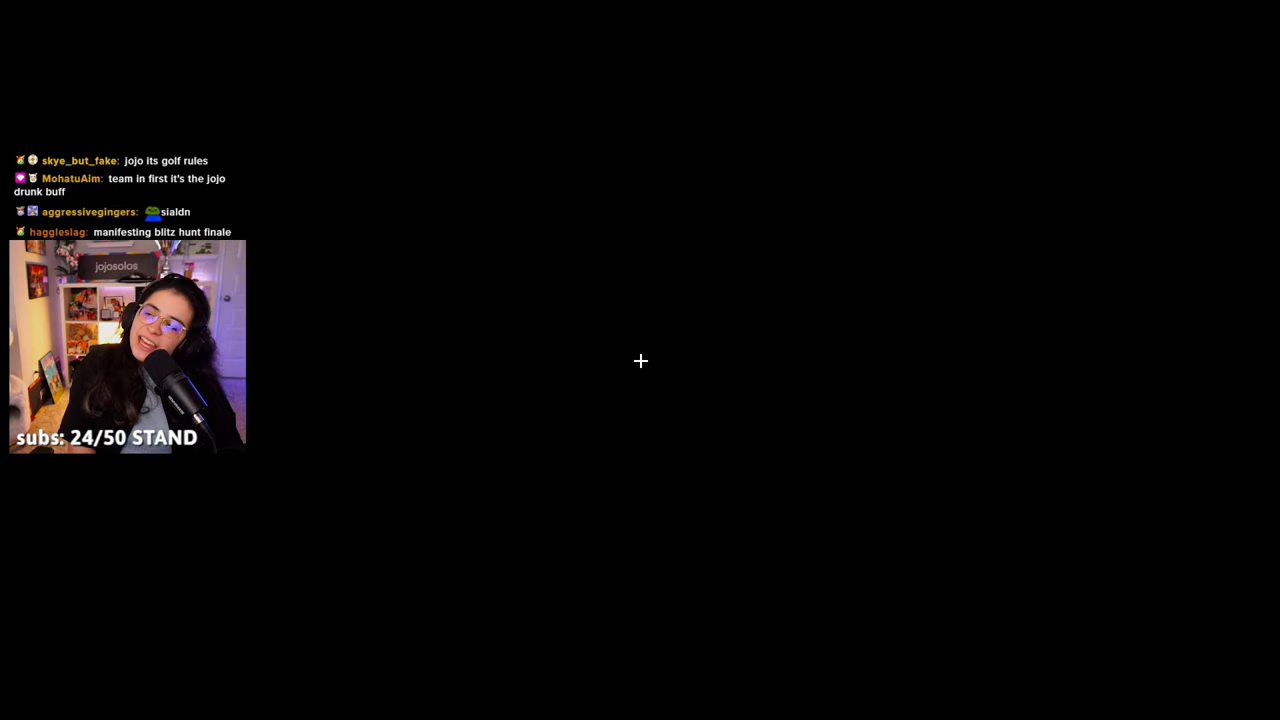 skye_but_fake: jojo its golf rules
MohatuAim: team in first it's the jojo
drunk buff
aggressivegingers: sialdn
haggleslag: manifesting blitz hunt finale
jojosolos
subs: 24/50 STAND